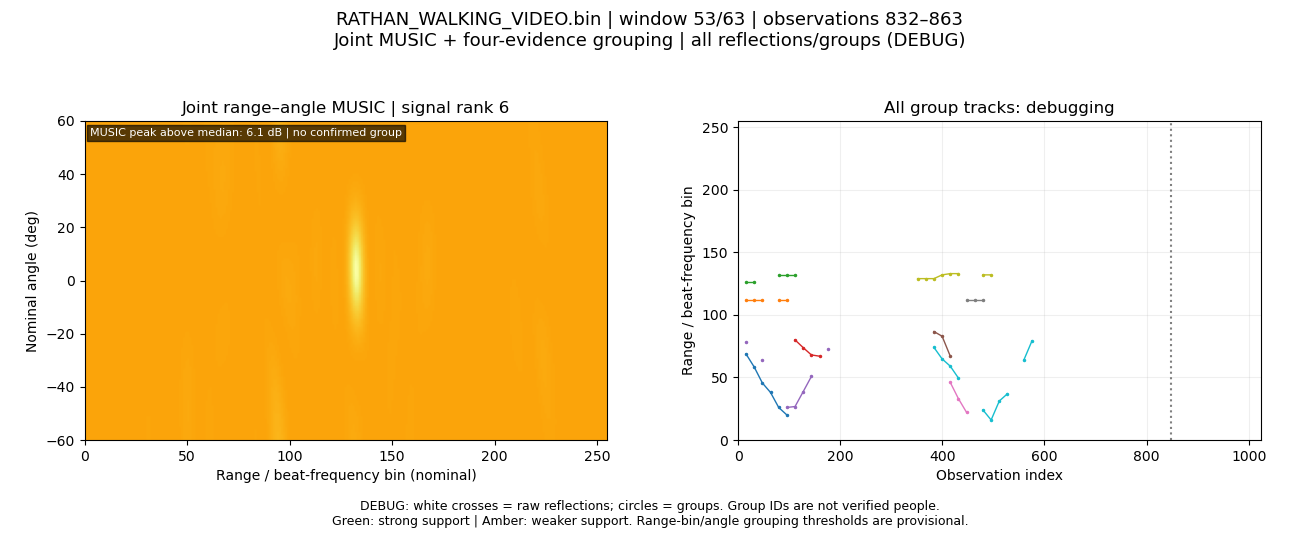 RATHAN_WALKING_VIDEO.bin | window 53/63 | observations 832–863
Joint MUSIC + four-evidence grouping | all reflections/groups (DEBUG)
Joint range–angle MUSIC | signal rank 6
MUSIC peak above median: 6.1 dB | no confirmed group
60
40
20
0
−20
−40
−60
Nominal angle (deg)
0
50
100
150
200
250
Range / beat-frequency bin (nominal)
All group tracks: debugging
250
200
150
100
50
0
Range / beat-frequency bin
0
200
400
600
800
1000
Observation index
DEBUG: white crosses = raw reflections; circles = groups. Group IDs are not verified people.
Green: strong support | Amber: weaker support. Range-bin/angle grouping thresholds are provisional.